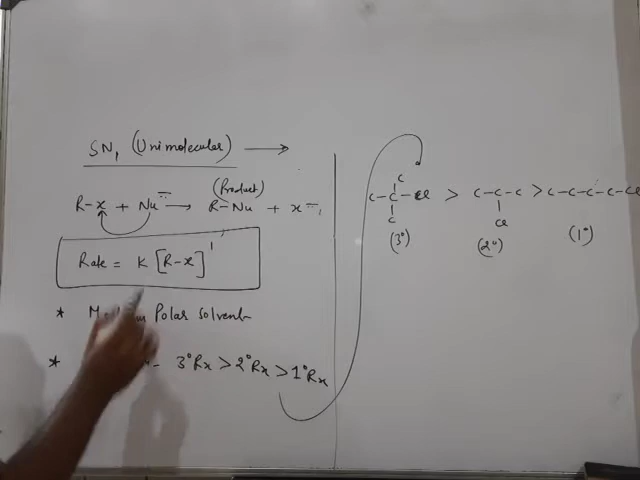 SN₁ (Unimolecular) →
(Product)
R-x + Nu⁻ → R-Nu + x⁻
Rate = K [R-x]¹
* Polar Solvent
* 3°Rx > 2°Rx > 1°Rx
C
C-C-Cl > C-C-C > C-C-C-C-Cl
C Cl
(3°) (2°) (1°)